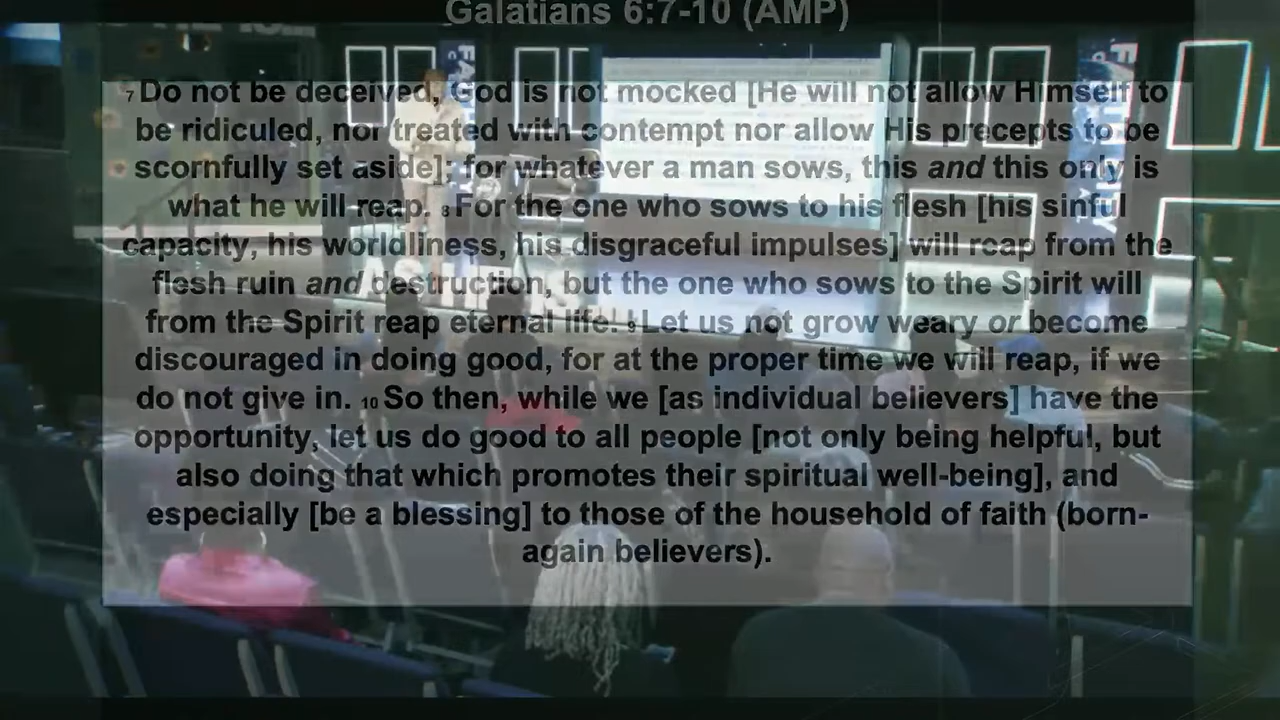 Galatians 6:7-10 (AMP)
7 Do not be deceived, God is not mocked [He will not allow Himself to
be ridiculed, nor treated with contempt nor allow His precepts to be
scornfully set aside]; for whatever a man sows, this and this only is
what he will reap. 8 For the one who sows to his flesh [his sinful
capacity, his worldliness, his disgraceful impulses] will reap from the
flesh ruin and destruction, but the one who sows to the Spirit will
from the Spirit reap eternal life. 9 Let us not grow weary or become
discouraged in doing good, for at the proper time we will reap, if we
do not give in. 10 So then, while we [as individual believers] have the
opportunity, let us do good to all people [not only being helpful, but
also doing that which promotes their spiritual well-being], and
especially [be a blessing] to those of the household of faith (born-
again believers).